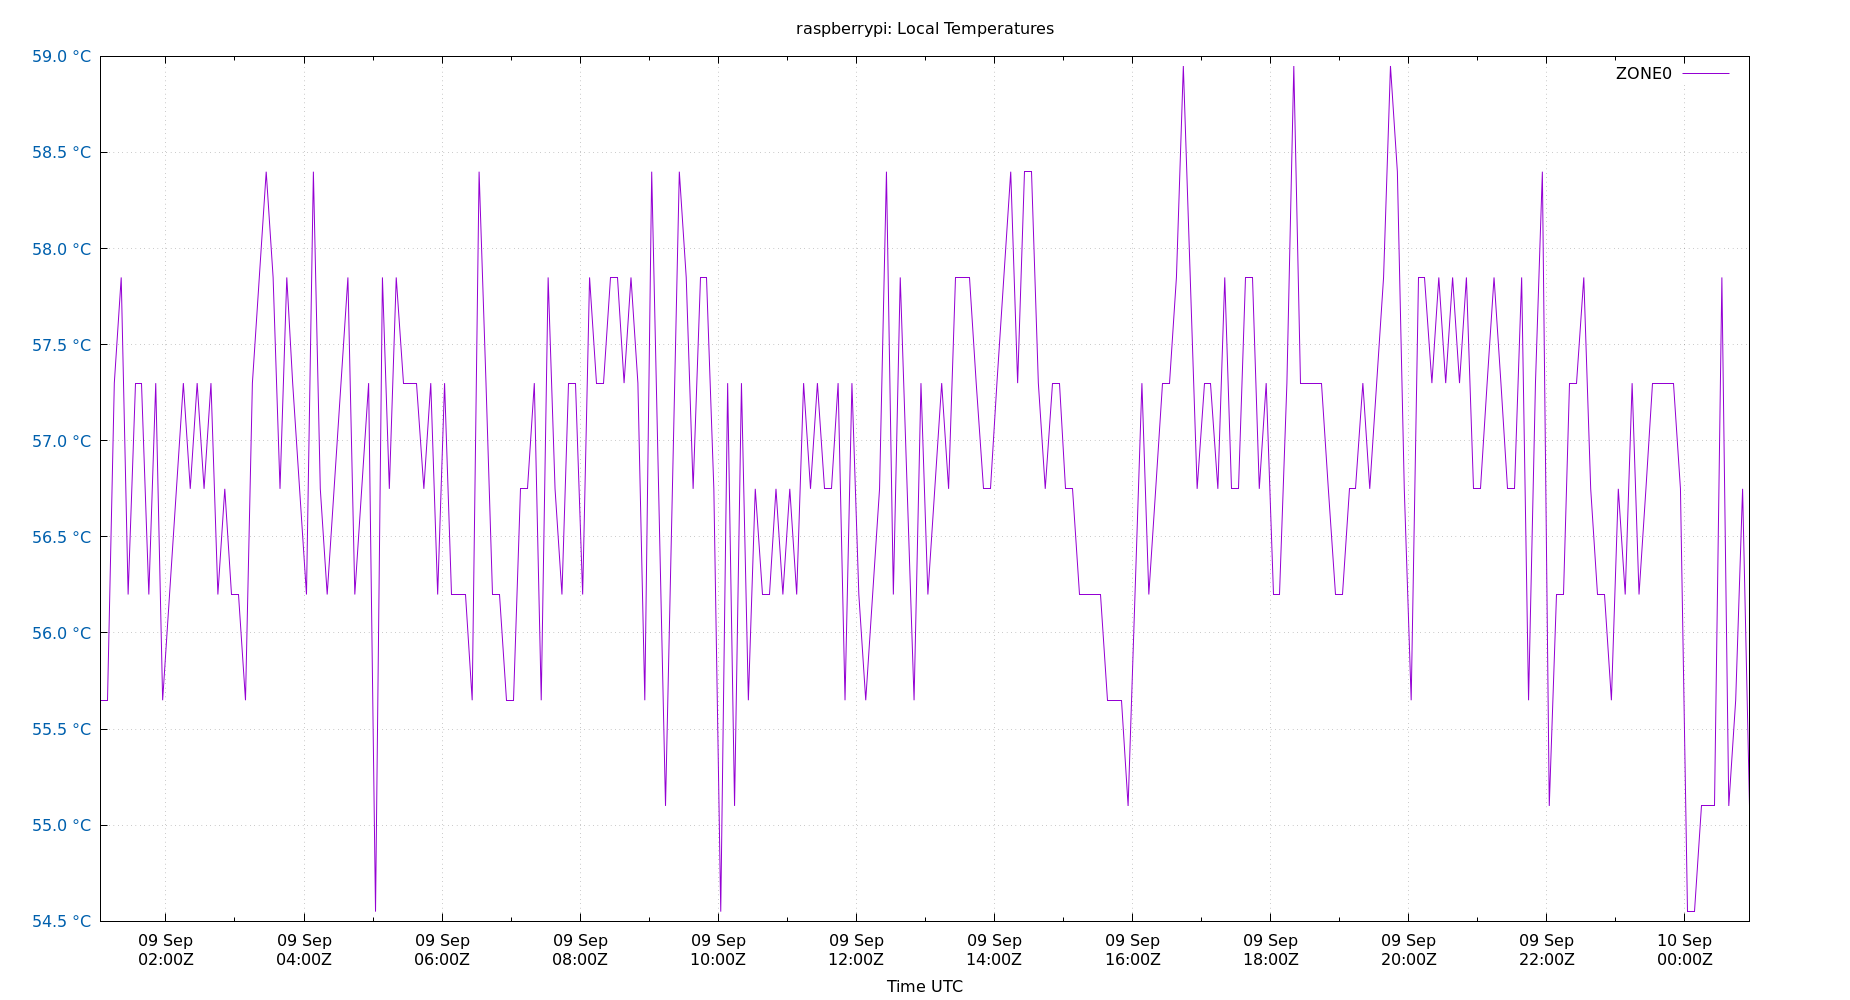 raspberrypi: Local Temperatures
59.0 °C
ZONE0
58.5 °C
58.0 °C
57.5 °C
57.0 °C
56.5 °C
56.0 °C
55.5 °C
55.0 °C
54.5 °C
09 Sep 09 Sep 09 Sep 09 Sep 09 Sep 09 Sep 09 Sep 09 Sep 09 Sep 09 Sep 09 Sep 10 Sep
02:00Z 04:00Z 06:00Z 08:00Z 10:00Z 12:00Z 14:00Z 16:00Z 18:00Z 20:00Z 22:00Z 00:00Z
Time UTC